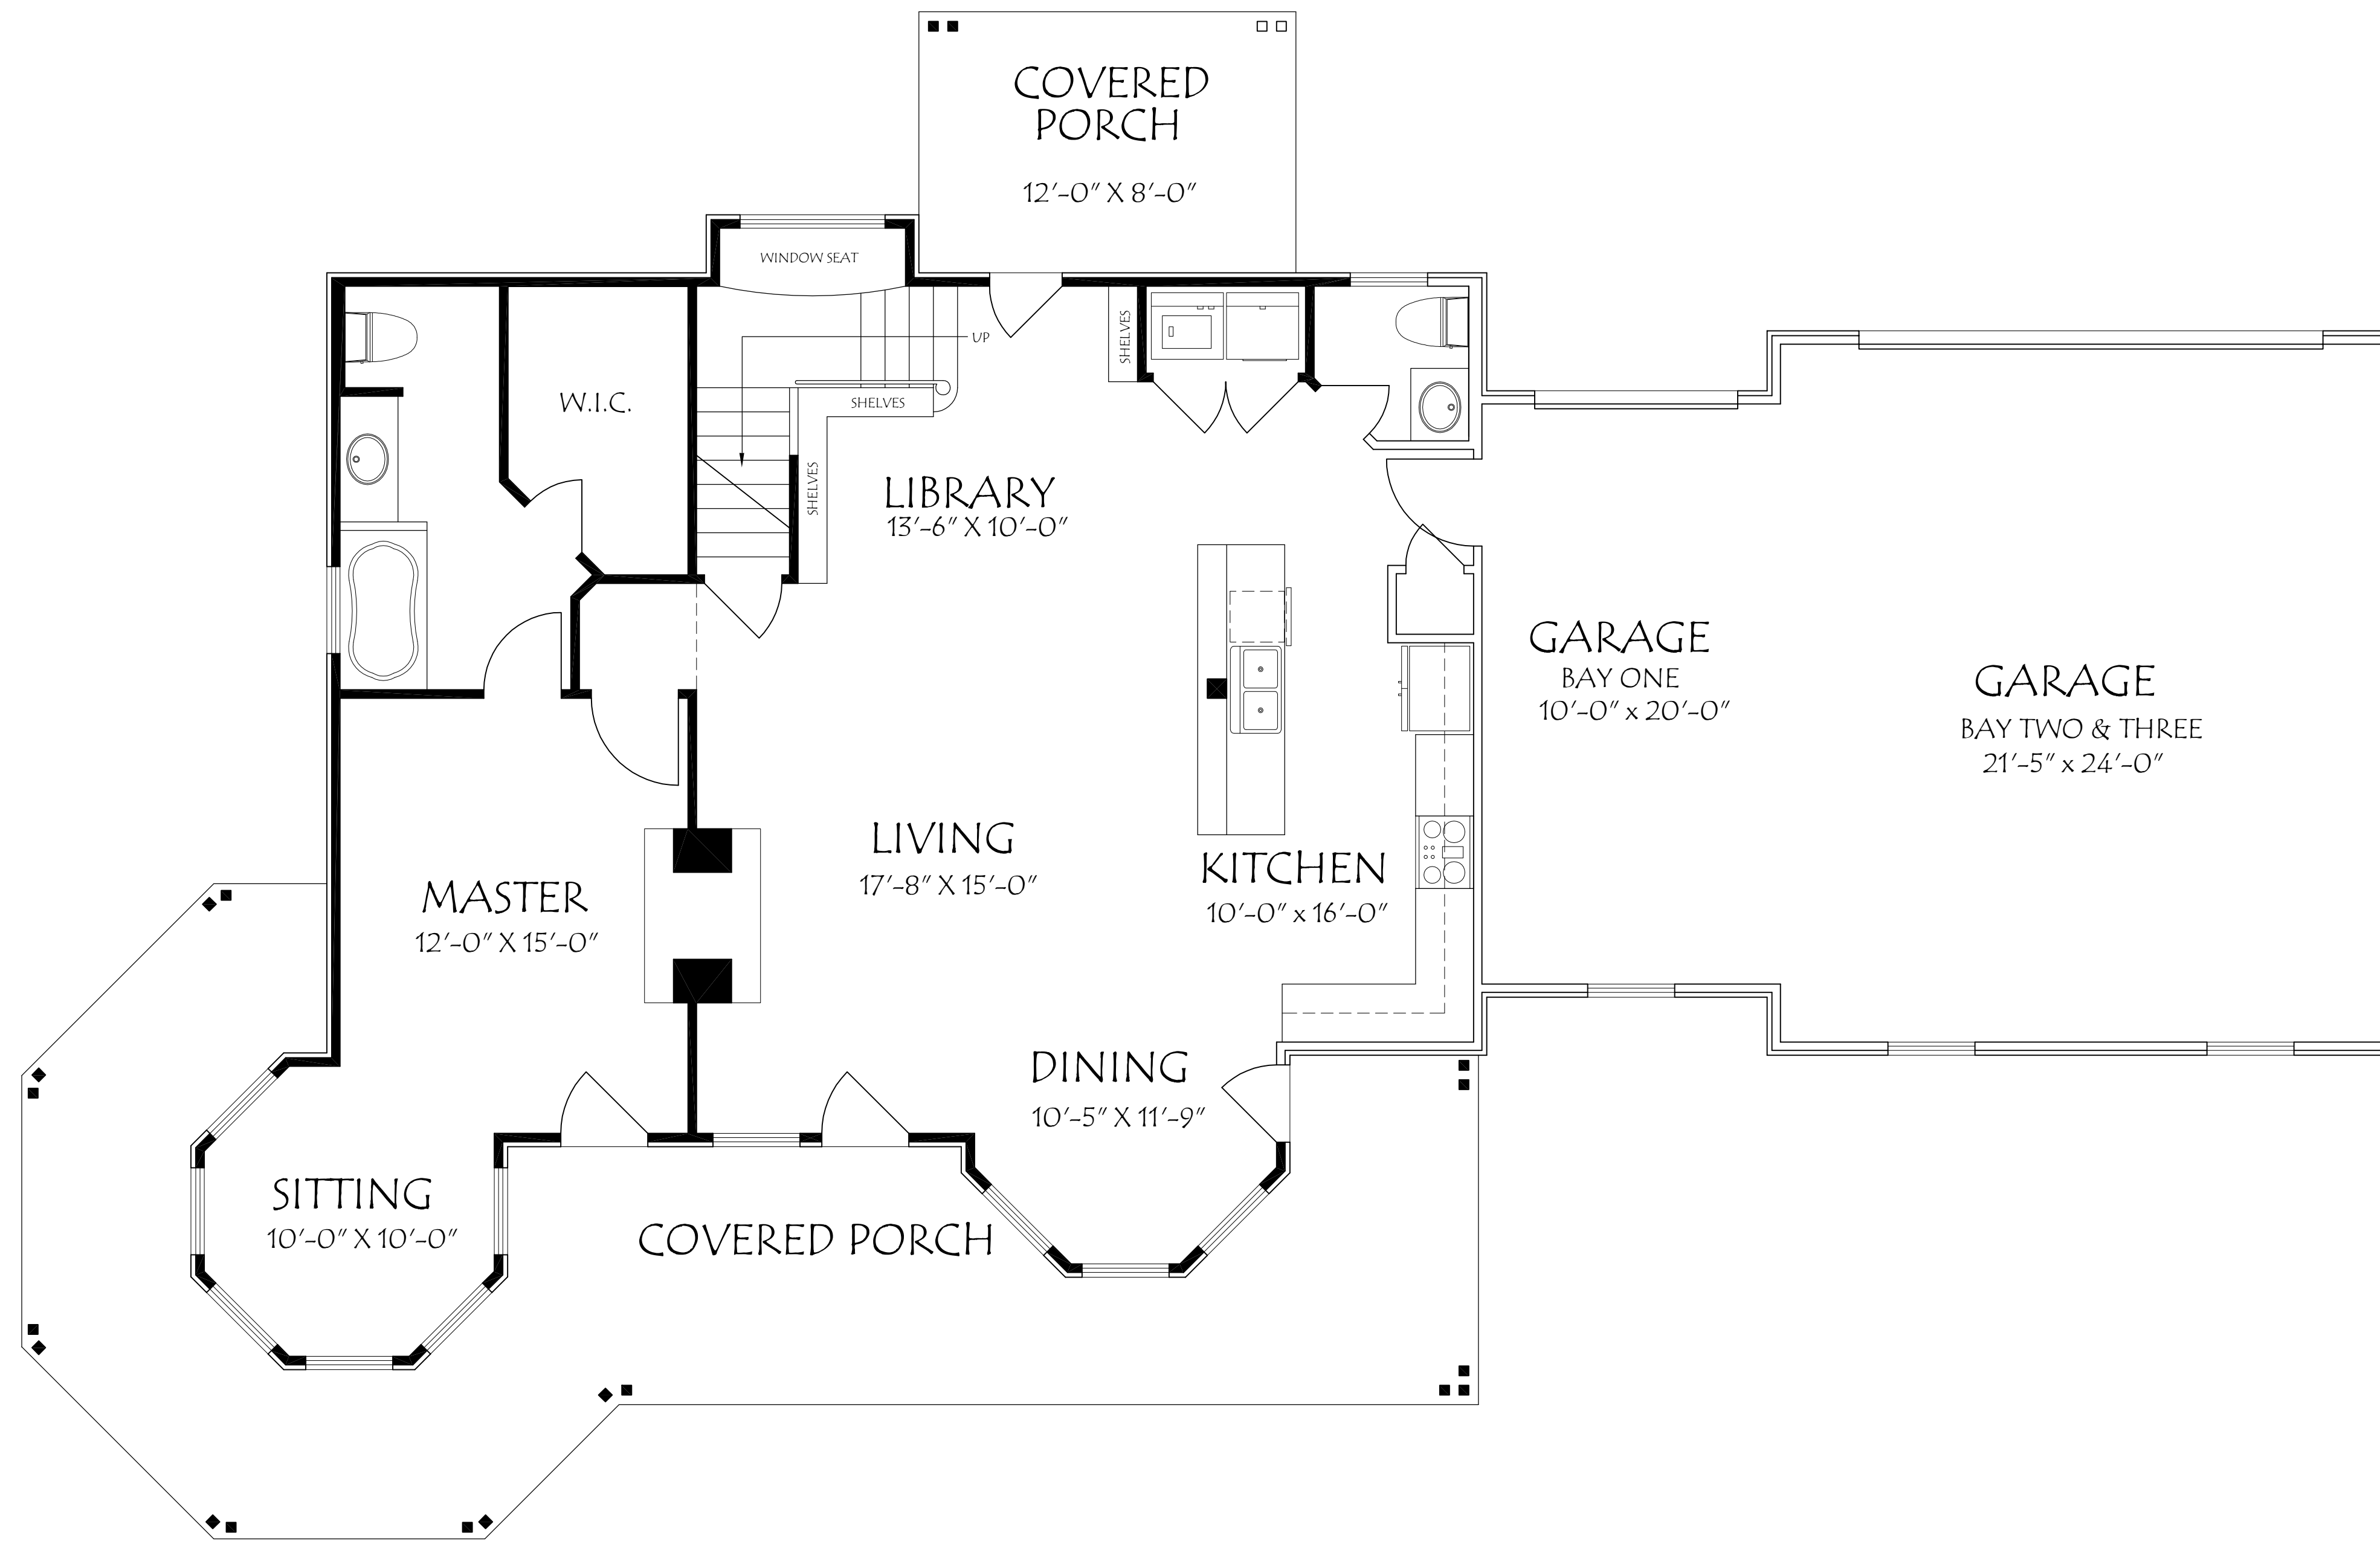 COVERED
PORCH
12'-0" X 8'-0"
WINDOW SEAT
UP
SHELVES
W.I.C.
SHELVES
SHELVES
LIBRARY
13'-6" X 10'-0"
GARAGE
BAY ONE
10'-0" x 20'-0"
GARAGE
BAY TWO & THREE
21'-5" x 24'-0"
LIVING
17'-8" X 15'-0"
KITCHEN
10'-0" x 16'-0"
MASTER
12'-0" X 15'-0"
DINING
10'-5" X 11'-9"
SITTING
10'-0" X 10'-0"
COVERED PORCH